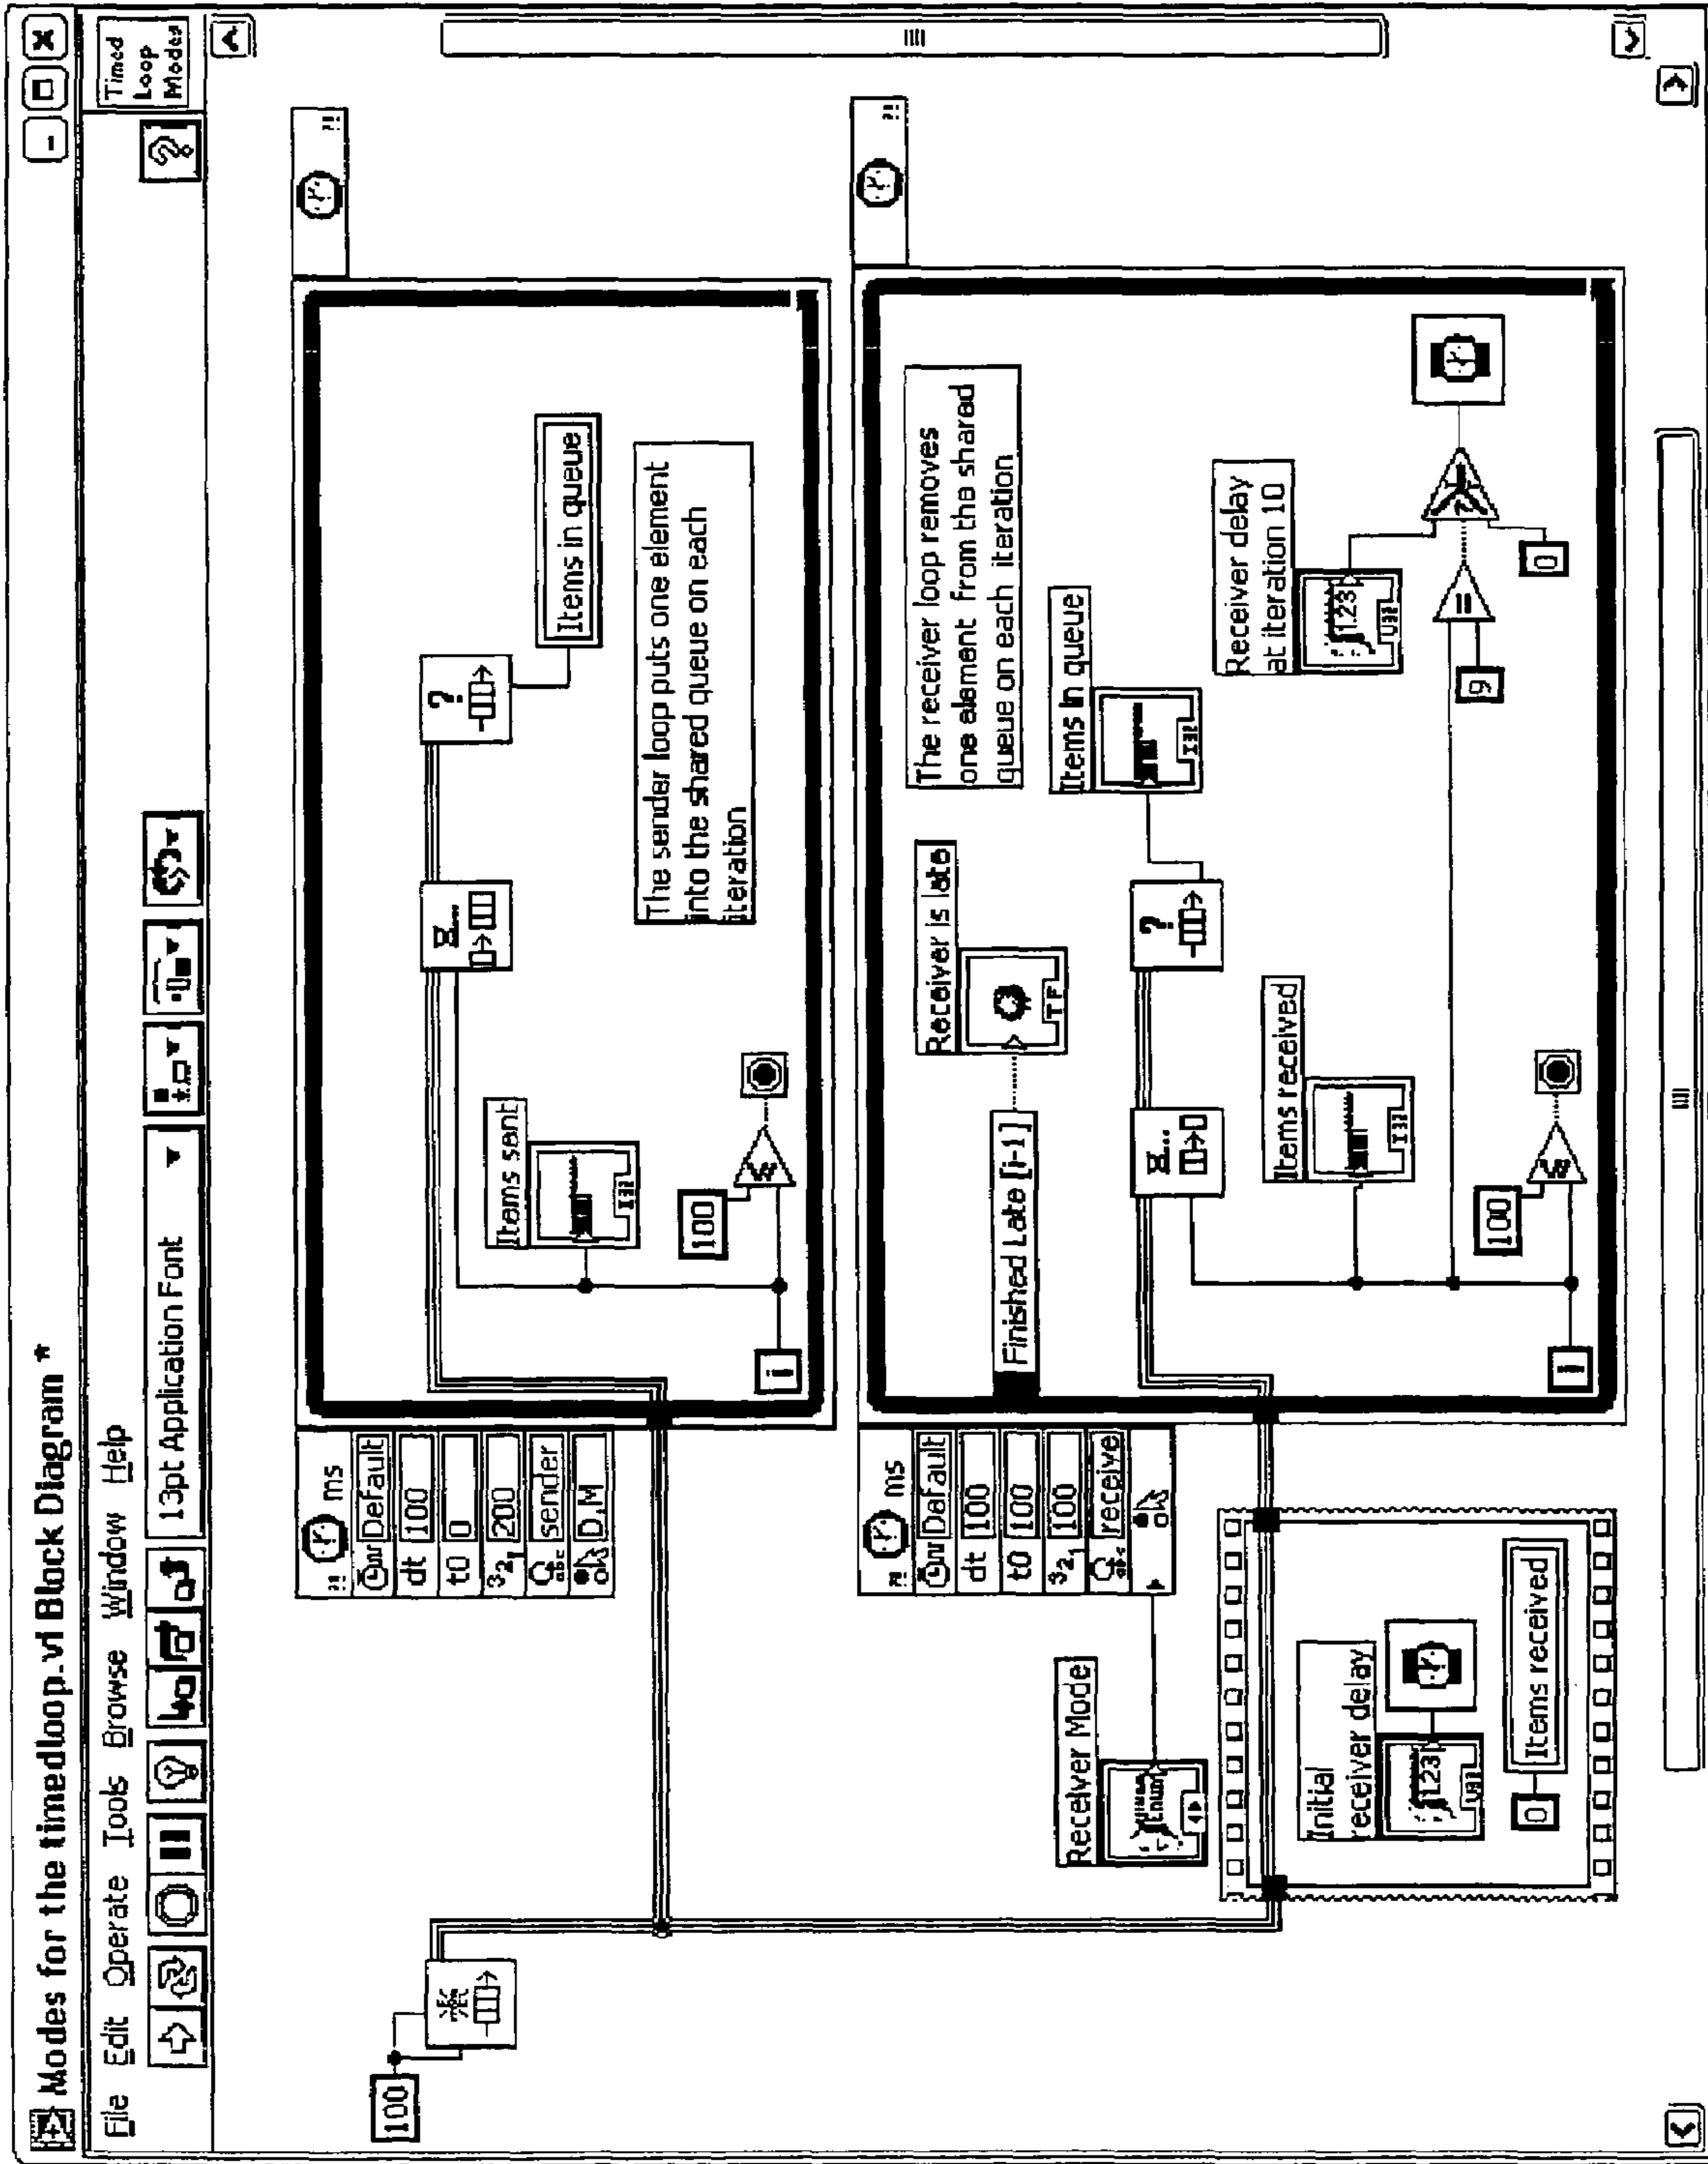 Modes for the timedloop.vi Block Diagram *
File Edit Operate Tools Browse Window Help
13pt Application Font
?
Timed
Loop
Modes
100
ms
Default
dt 100
t0 0
200
sender
D,M
Items sent
I32
100
i
?
Items in queue
The sender loop puts one element
into the shared queue on each
iteration
Receiver Mode
ms
Default
dt 100
t0 100
100
receive
Initial
receiver delay
123
U32
0
Items received
Finished Late [i-1]
Receiver is late
TF
The receiver loop removes
one element from the shared
queue on each iteration
?
Items in queue
I32
Items received
I32
100
i
Receiver delay
at iteration 10
123
U32
9
=
0